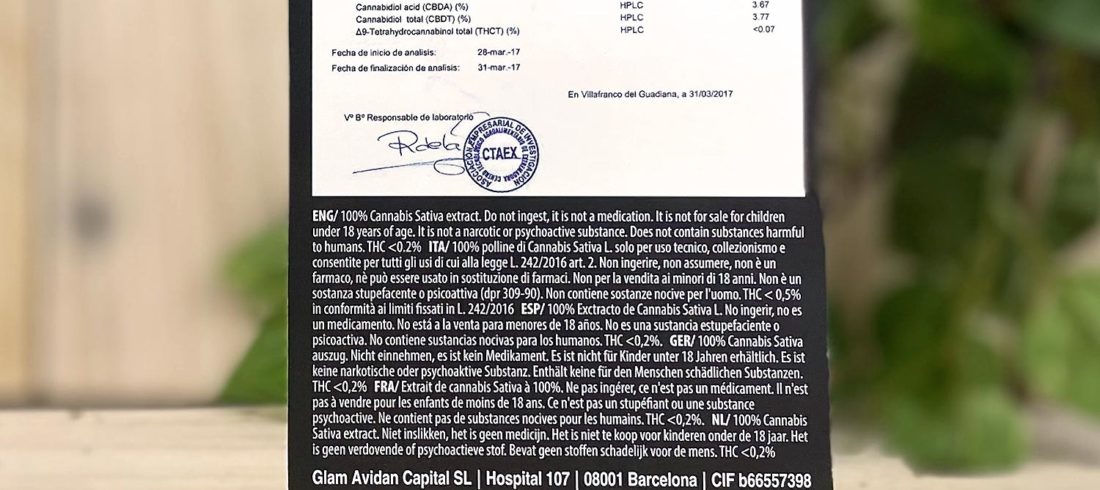 Cannabidiol acid (CBDA) (%) HPLC 3.67
Cannabidiol total (CBDT) (%) HPLC 3.77
Δ9-Tetrahydrocannabinol total (THCT) (%) HPLC <0.07
Fecha de inicio de analisis: 28-mar.-17
Fecha de finalización de analisis: 31-mar.-17
En Villafranco del Guadiana, a 31/03/2017
Vº Bº Responsable de laboratorio
Rdela
ASOCIACIÓN EMPRESARIAL DE INVESTIGACIÓN
CENTRO TECNOLÓGICO AGROALIMENTARIO DE EXTREMADURA
CTAEX
ENG/ 100% Cannabis Sativa extract. Do not ingest, it is not a medication. It is not for sale for children
under 18 years of age. It is not a narcotic or psychoactive substance. Does not contain substances harmful
to humans. THC <0.2% ITA/ 100% polline di Cannabis Sativa L. solo per uso tecnico, collezionismo e
consentite per tutti gli usi di cui alla legge L. 242/2016 art. 2. Non ingerire, non assumere, non è un
farmaco, nè può essere usato in sostituzione di farmaci. Non per la vendita ai minori di 18 anni. Non è un
sostanza stupefacente o psicoattiva (dpr 309-90). Non contiene sostanze nocive per l'uomo. THC < 0,5%
in conformità ai limiti fissati in L. 242/2016 ESP/ 100% Exctracto de Cannabis Sativa L. No ingerir, no es
un medicamento. No está a la venta para menores de 18 años. No es una sustancia estupefaciente o
psicoactiva. No contiene sustancias nocivas para los humanos. THC <0,2%. GER/ 100% Cannabis Sativa
auszug. Nicht einnehmen, es ist kein Medikament. Es ist nicht für Kinder unter 18 Jahren erhältlich. Es ist
keine narkotische oder psychoaktive Substanz. Enthält keine für den Menschen schädlichen Substanzen.
THC <0,2% FRA/ Extrait de cannabis Sativa à 100%. Ne pas ingérer, ce n'est pas un médicament. Il n'est
pas à vendre pour les enfants de moins de 18 ans. Ce n'est pas un stupéfiant ou une substance
psychoactive. Ne contient pas de substances nocives pour les humains. THC <0,2%. NL/ 100% Cannabis
Sativa extract. Niet inslikken, het is geen medicijn. Het is niet te koop voor kinderen onder de 18 jaar. Het
is geen verdovende of psychoactieve stof. Bevat geen stoffen schadelijk voor de mens. THC <0,2%
Glam Avidan Capital SL | Hospital 107 | 08001 Barcelona | CIF b66557398